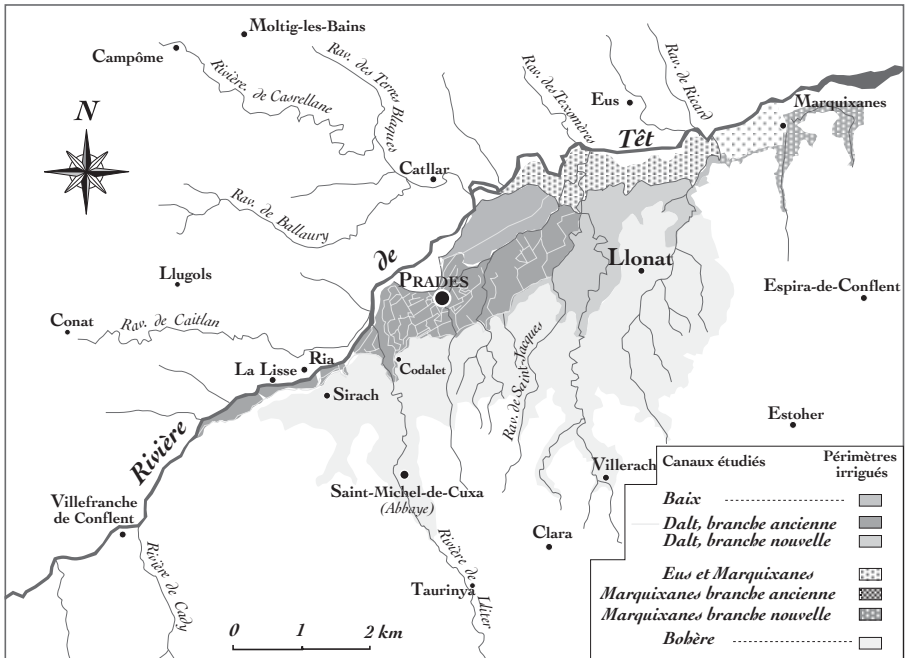 Moltig-les-Bains
Campôme
Rivière. de Casrellane
Rav. des Terres Blaques
Rav. des Texomères
Rav. de Ricard
Eus
Marquixanes
N
Têt
Catllar
Rav. de Ballaury
de
Llonat
PRADES
Llugols
Espira-de-Conflent
Conat
Rav. de Caitlan
Ria
La Lisse
Codalet
Sirach
Rav. de Saint-Jacques
Estoher
Rivière
Villerach
Saint-Michel-de-Cuxa
(Abbaye)
Villefranche
de Conflent
Clara
Rivière de Cady
Taurinya
Rivière de Lliter
0 1 2 km
Canaux étudiés
Périmètres
irrigués
Baix
Dalt, branche ancienne
Dalt, branche nouvelle
Eus et Marquixanes
Marquixanes branche ancienne
Marquixanes branche nouvelle
Bohère